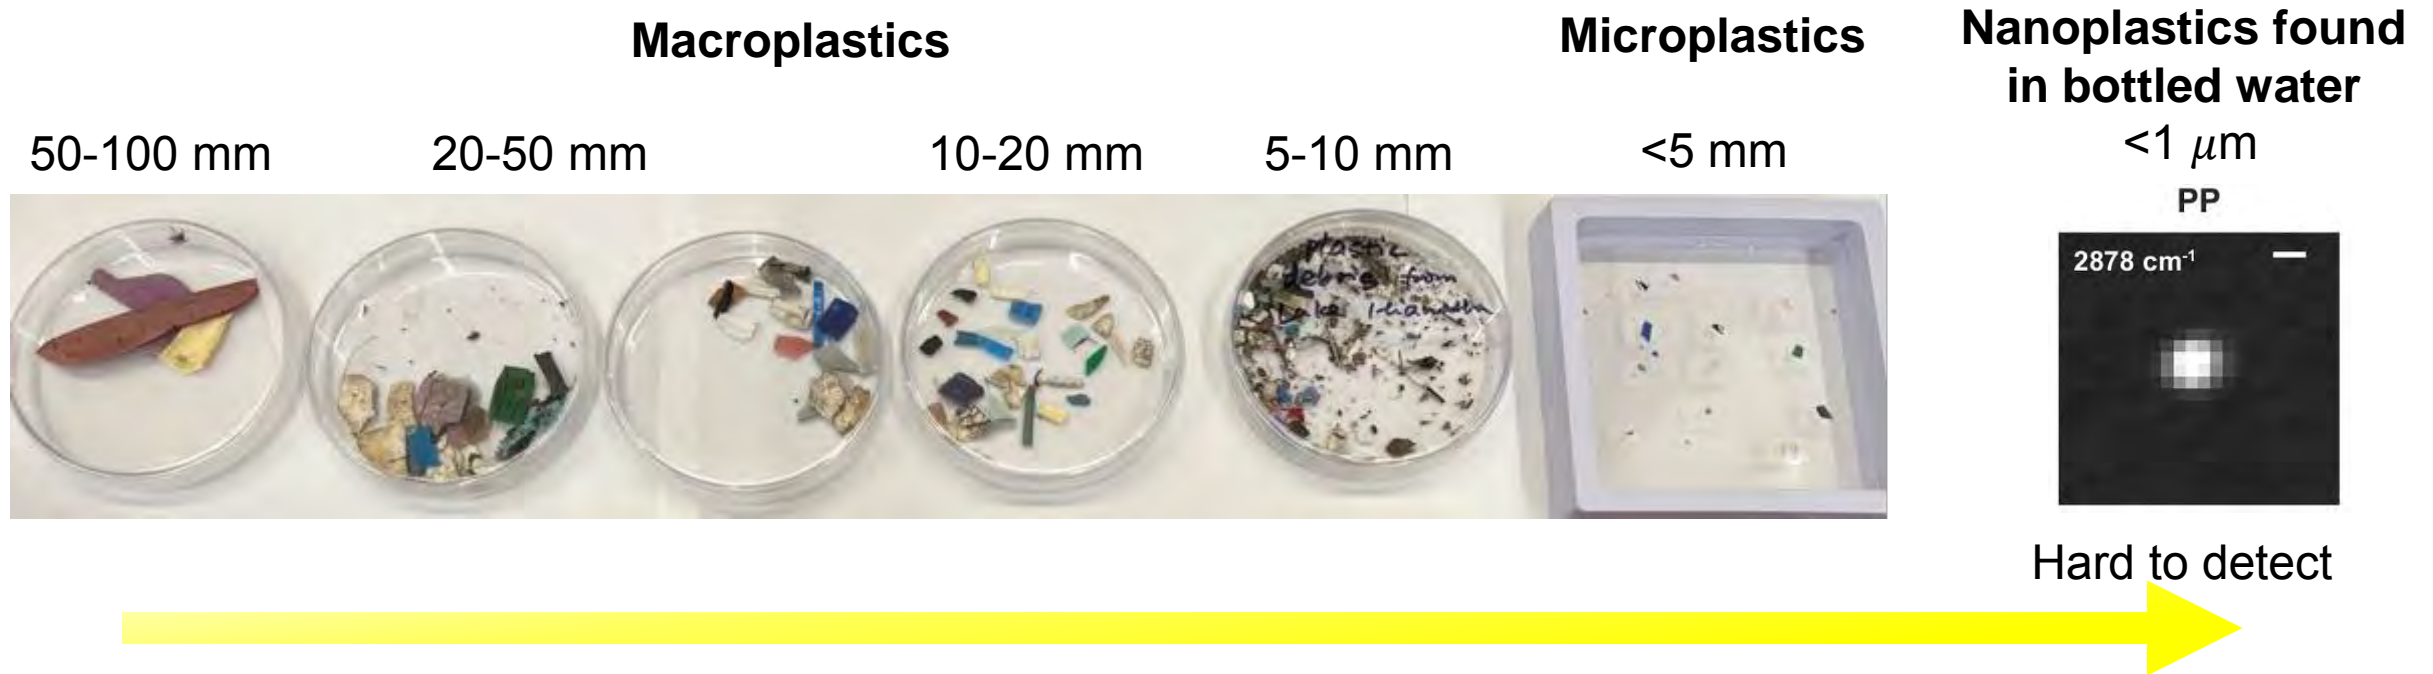 Macroplastics
Microplastics
Nanoplastics found
in bottled water
50-100 mm
20-50 mm
10-20 mm
5-10 mm
<5 mm
<1 μm
PP
2878 cm-1
plastic
debris from
Lake
Hard to detect